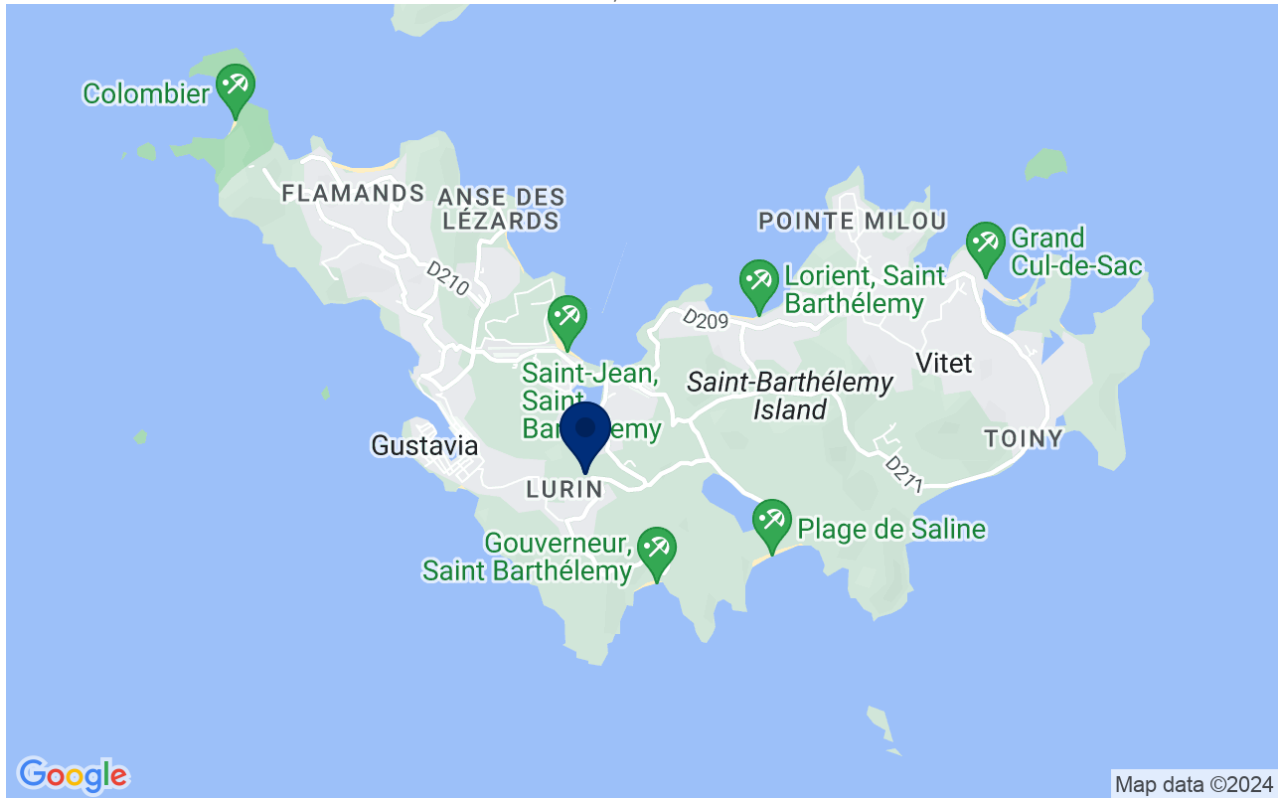 Colombier
FLAMANDS
ANSE DES
LÉZARDS
POINTE MILOU
Grand
Cul-de-Sac
D210
Lorient, Saint
Barthélemy
D209
Vitet
Saint-Jean,
Saint
Saint-Barthélemy
Island
Gustavia
TOINY
D211
LURIN
Plage de Saline
Gouverneur,
Saint Barthélemy
Google
Map data ©2024